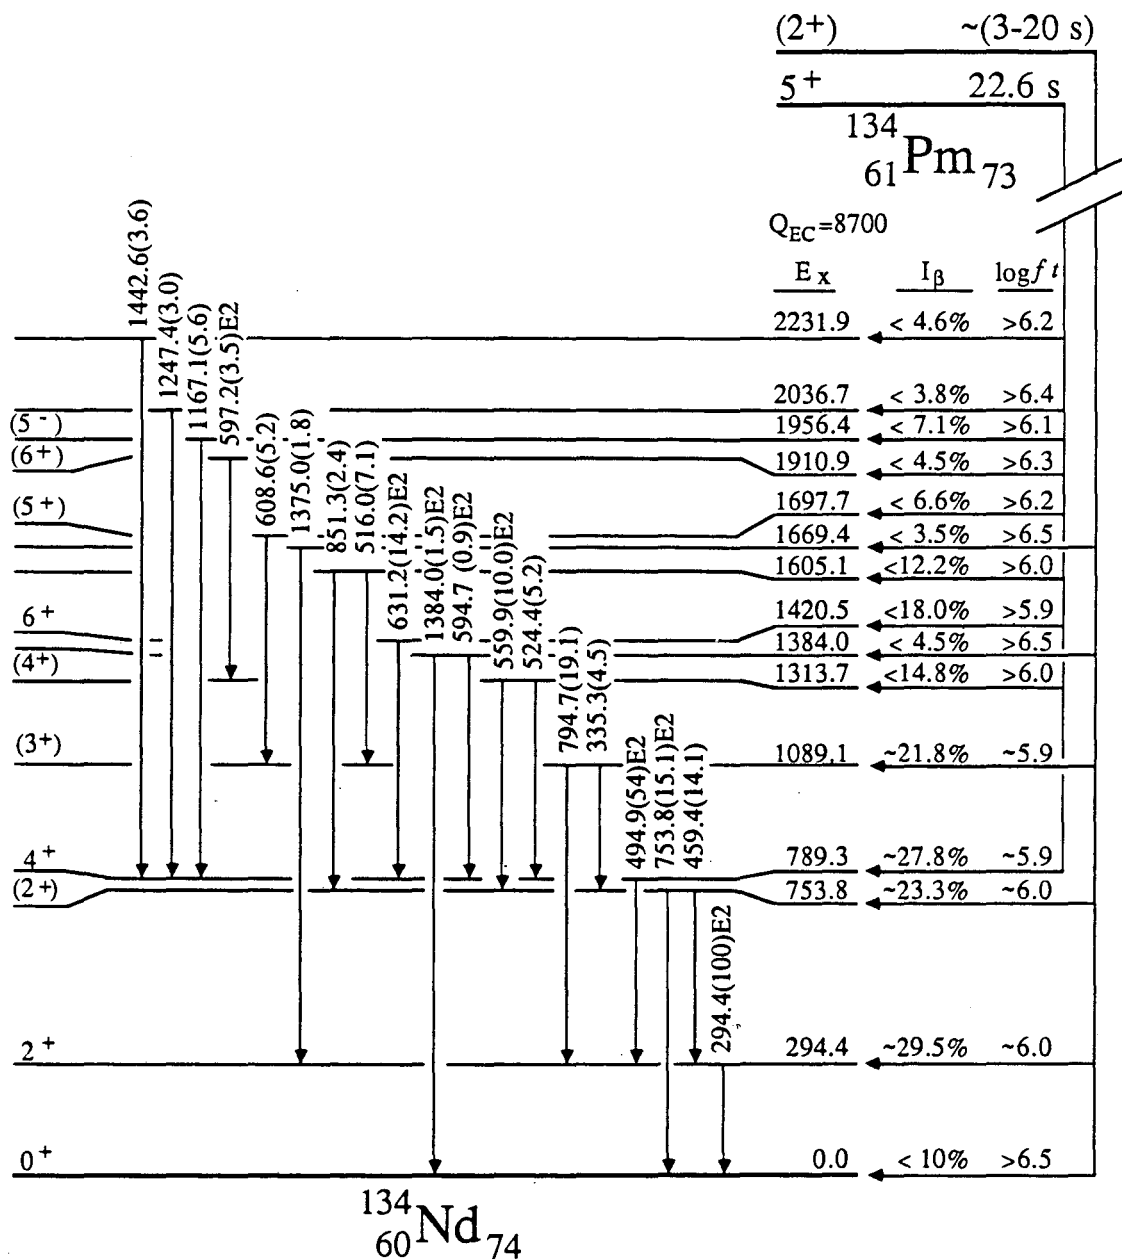 (2+) ~(3-20 s)
5+ 22.6 s
134
61 Pm 73
QEC=8700
Ex Iβ logf t
2231.9 < 4.6% >6.2
2036.7 < 3.8% >6.4
(5-) 1956.4 < 7.1% >6.1
(6+) 1910.9 < 4.5% >6.3
(5+) 1697.7 < 6.6% >6.2
1669.4 < 3.5% >6.5
1605.1 <12.2% >6.0
6+ 1420.5 <18.0% >5.9
1384.0 < 4.5% >6.5
(4+) 1313.7 <14.8% >6.0
(3+) 1089.1 ~21.8% ~5.9
4+ 789.3 ~27.8% ~5.9
(2+) 753.8 ~23.3% ~6.0
2+ 294.4 ~29.5% ~6.0
0+ 0.0 < 10% >6.5
1442.6(3.6)
1247.4(3.0)
1167.1(5.6)
597.2(3.5)E2
608.6(5.2)
1375.0(1.8)
851.3(2.4)
516.0(7.1)
631.2(14.2)E2
1384.0(1.5)E2
594.7 (0.9)E2
559.9(10.0)E2
524.4(5.2)
794.7(19.1)
335.3(4.5)
494.9(54)E2
753.8(15.1)E2
459.4(14.1)
294.4(100)E2
134
60 Nd 74